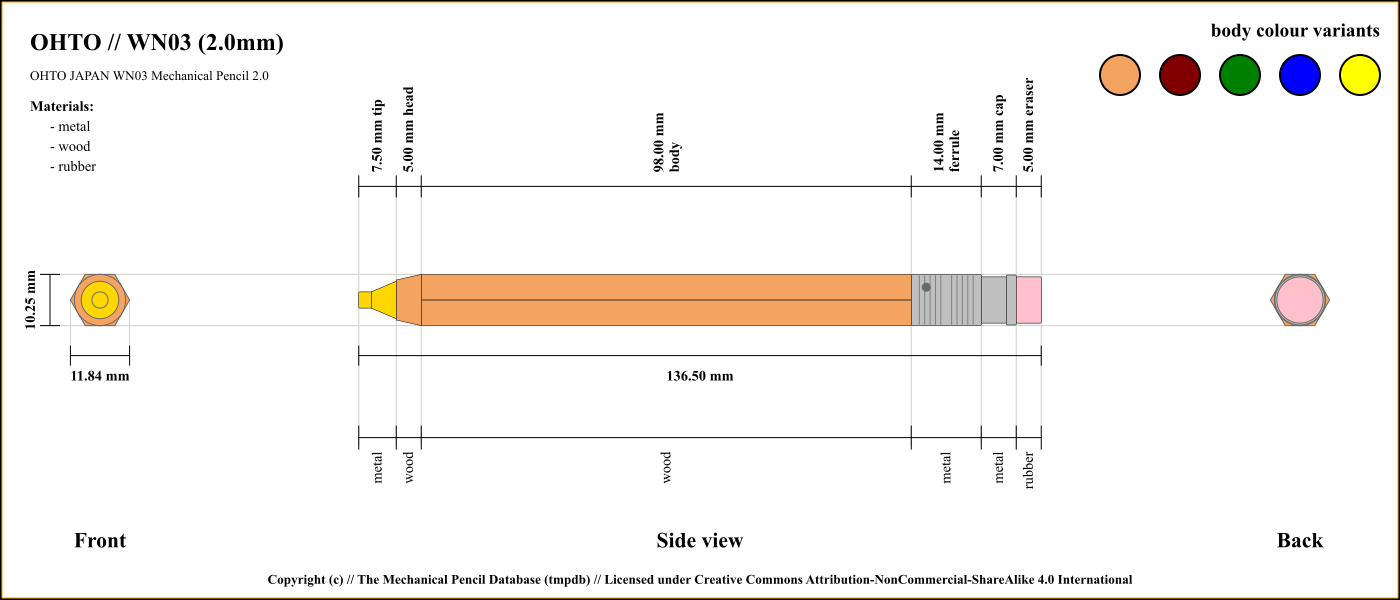 OHTO // WN03 (2.0mm)
OHTO JAPAN WN03 Mechanical Pencil 2.0
Materials:
- metal
- wood
- rubber
body colour variants
7.50 mm tip
5.00 mm head
98.00 mm
body
14.00 mm
ferrule
7.00 mm cap
5.00 mm eraser
10.25 mm
11.84 mm
136.50 mm
metal
wood
wood
metal
metal
rubber
Front
Side view
Back
Copyright (c) // The Mechanical Pencil Database (tmpdb) // Licensed under Creative Commons Attribution-NonCommercial-ShareAlike 4.0 International